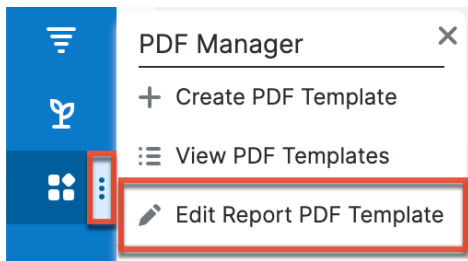 PDF Manager
Create PDF Template
View PDF Templates
Edit Report PDF Template